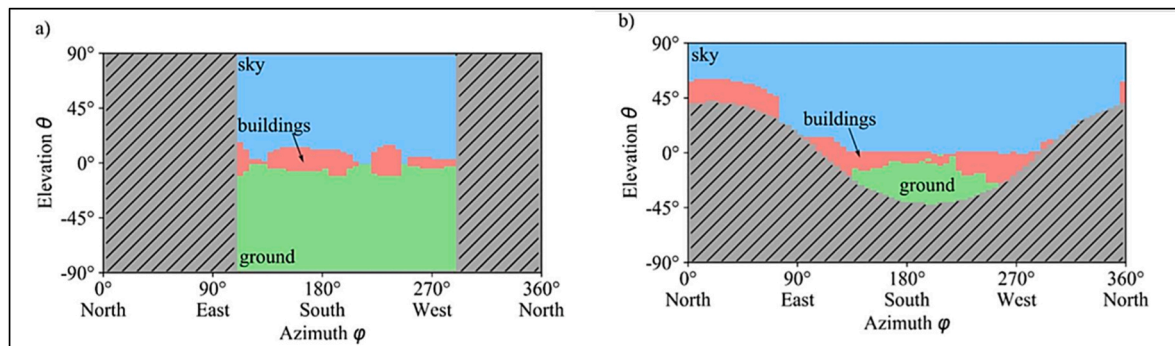 a)
90°
45°
0°
-45°
-90°
Elevation θ
sky
buildings
ground
0° 90° 180° 270° 360°
North East South West North
Azimuth φ
b)
90°
45°
0°
-45°
-90°
Elevation θ
sky
buildings
ground
0° 90° 180° 270° 360°
North East South West North
Azimuth φ